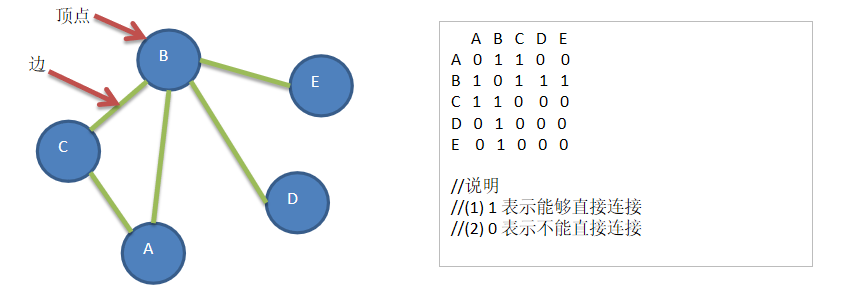 顶点
边
B
E
C
D
A
A B C D E
A 0 1 1 0 0
B 1 0 1 1 1
C 1 1 0 0 0
D 0 1 0 0 0
E 0 1 0 0 0
//说明
//(1) 1 表示能够直接连接
//(2) 0 表示不能直接连接